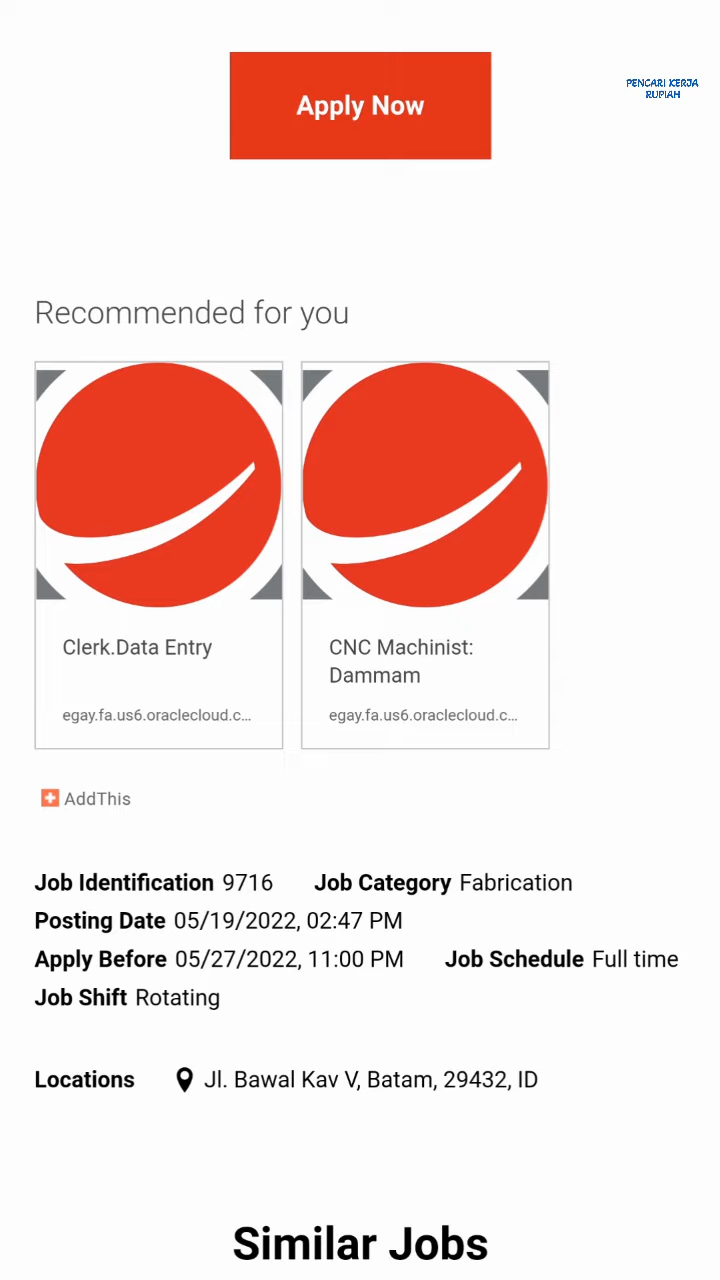 Apply Now
PENCARI KERJA
RUPIAH
Recommended for you
Clerk.Data Entry
egay.fa.us6.oraclecloud.c...
CNC Machinist:
Dammam
egay.fa.us6.oraclecloud.c...
AddThis
Job Identification 9716 Job Category Fabrication
Posting Date 05/19/2022, 02:47 PM
Apply Before 05/27/2022, 11:00 PM Job Schedule Full time
Job Shift Rotating
Locations Jl. Bawal Kav V, Batam, 29432, ID
Similar Jobs